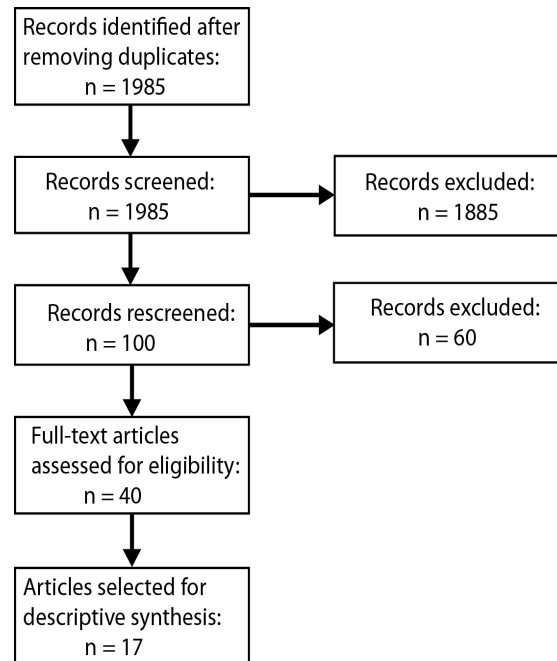 Records identified after
removing duplicates:
n = 1985
Records screened:
n = 1985
Records excluded:
n = 1885
Records rescreened:
n = 100
Records excluded:
n = 60
Full-text articles
assessed for eligibility:
n = 40
Articles selected for
descriptive synthesis:
n = 17